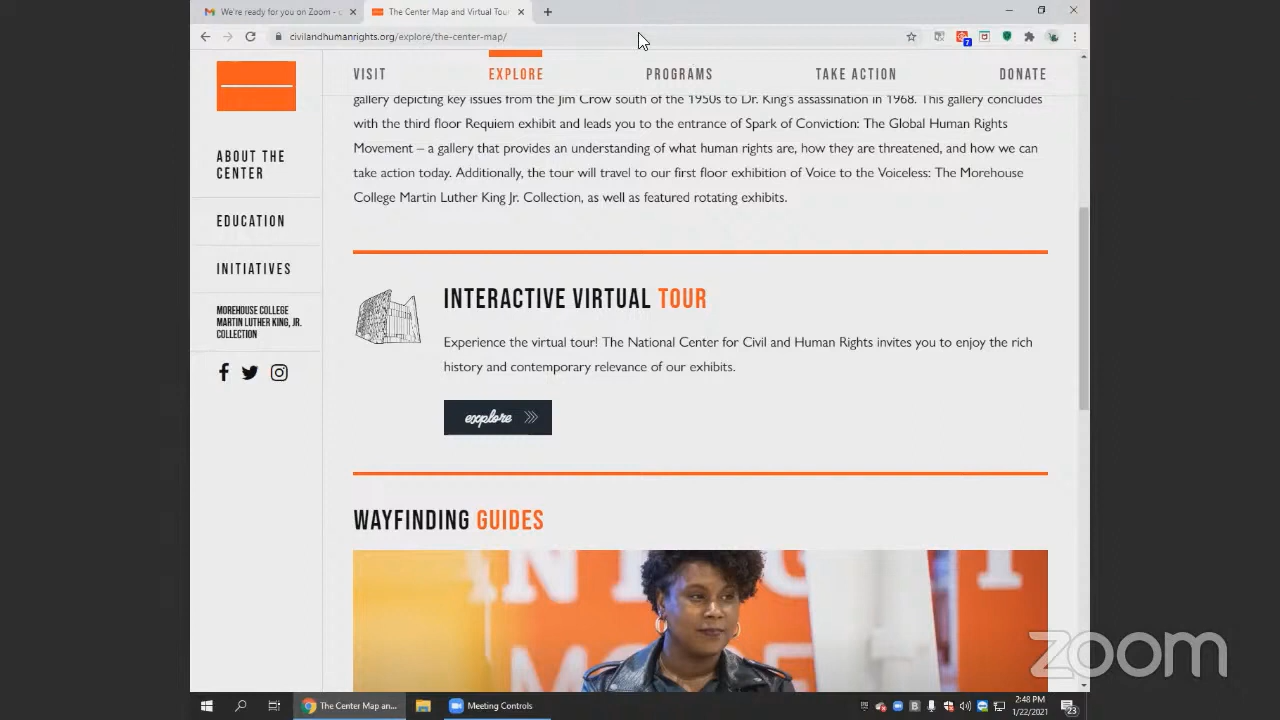 We're ready for you on Zoom -
The Center Map and Virtual Tour
civilandhumanrights.org/explore/the-center-map/
7
VISIT
EXPLORE
PROGRAMS
TAKE ACTION
DONATE
ABOUT THE
CENTER
EDUCATION
INITIATIVES
MOREHOUSE COLLEGE
MARTIN LUTHER KING, JR.
COLLECTION
gallery depicting key issues from the Jim Crow south of the 1950s to Dr. King's assassination in 1968. This gallery concludes
with the third floor Requiem exhibit and leads you to the entrance of Spark of Conviction: The Global Human Rights
Movement – a gallery that provides an understanding of what human rights are, how they are threatened, and how we can
take action today. Additionally, the tour will travel to our first floor exhibition of Voice to the Voiceless: The Morehouse
College Martin Luther King Jr. Collection, as well as featured rotating exhibits.
INTERACTIVE VIRTUAL TOUR
Experience the virtual tour! The National Center for Civil and Human Rights invites you to enjoy the rich
history and contemporary relevance of our exhibits.
explore
WAYFINDING GUIDES
zoom
The Center Map an...
Meeting Controls
2:48 PM
1/22/2021
23